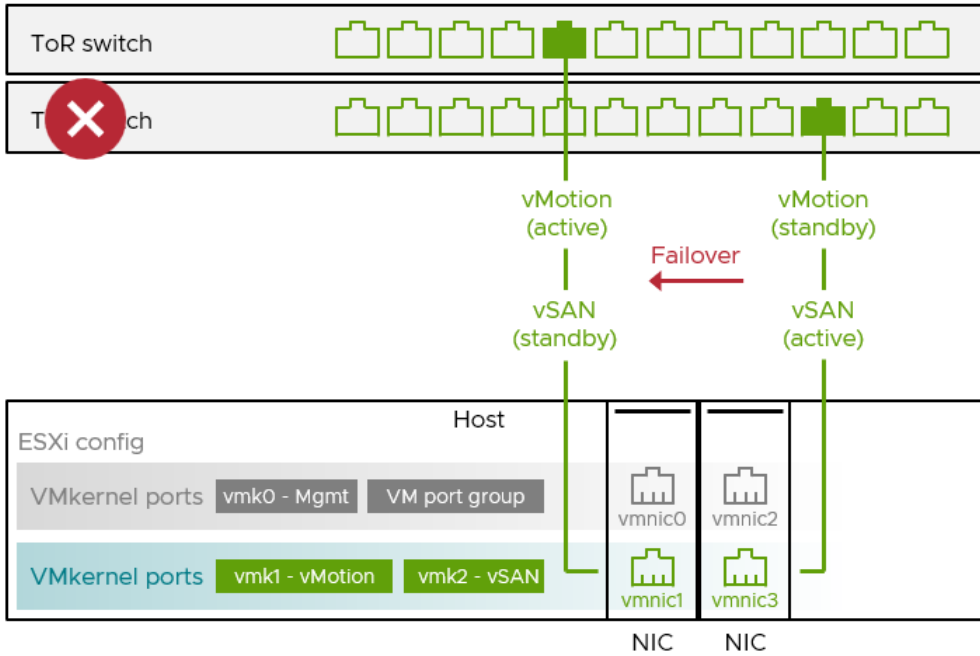 ToR switch
T ch
vMotion
(active)
vMotion
(standby)
Failover
vSAN
(standby)
vSAN
(active)
Host
ESXi config
VMkernel ports
vmk0 - Mgmt
VM port group
vmnic0
vmnic2
VMkernel ports
vmk1 - vMotion
vmk2 - vSAN
vmnic1
vmnic3
NIC
NIC